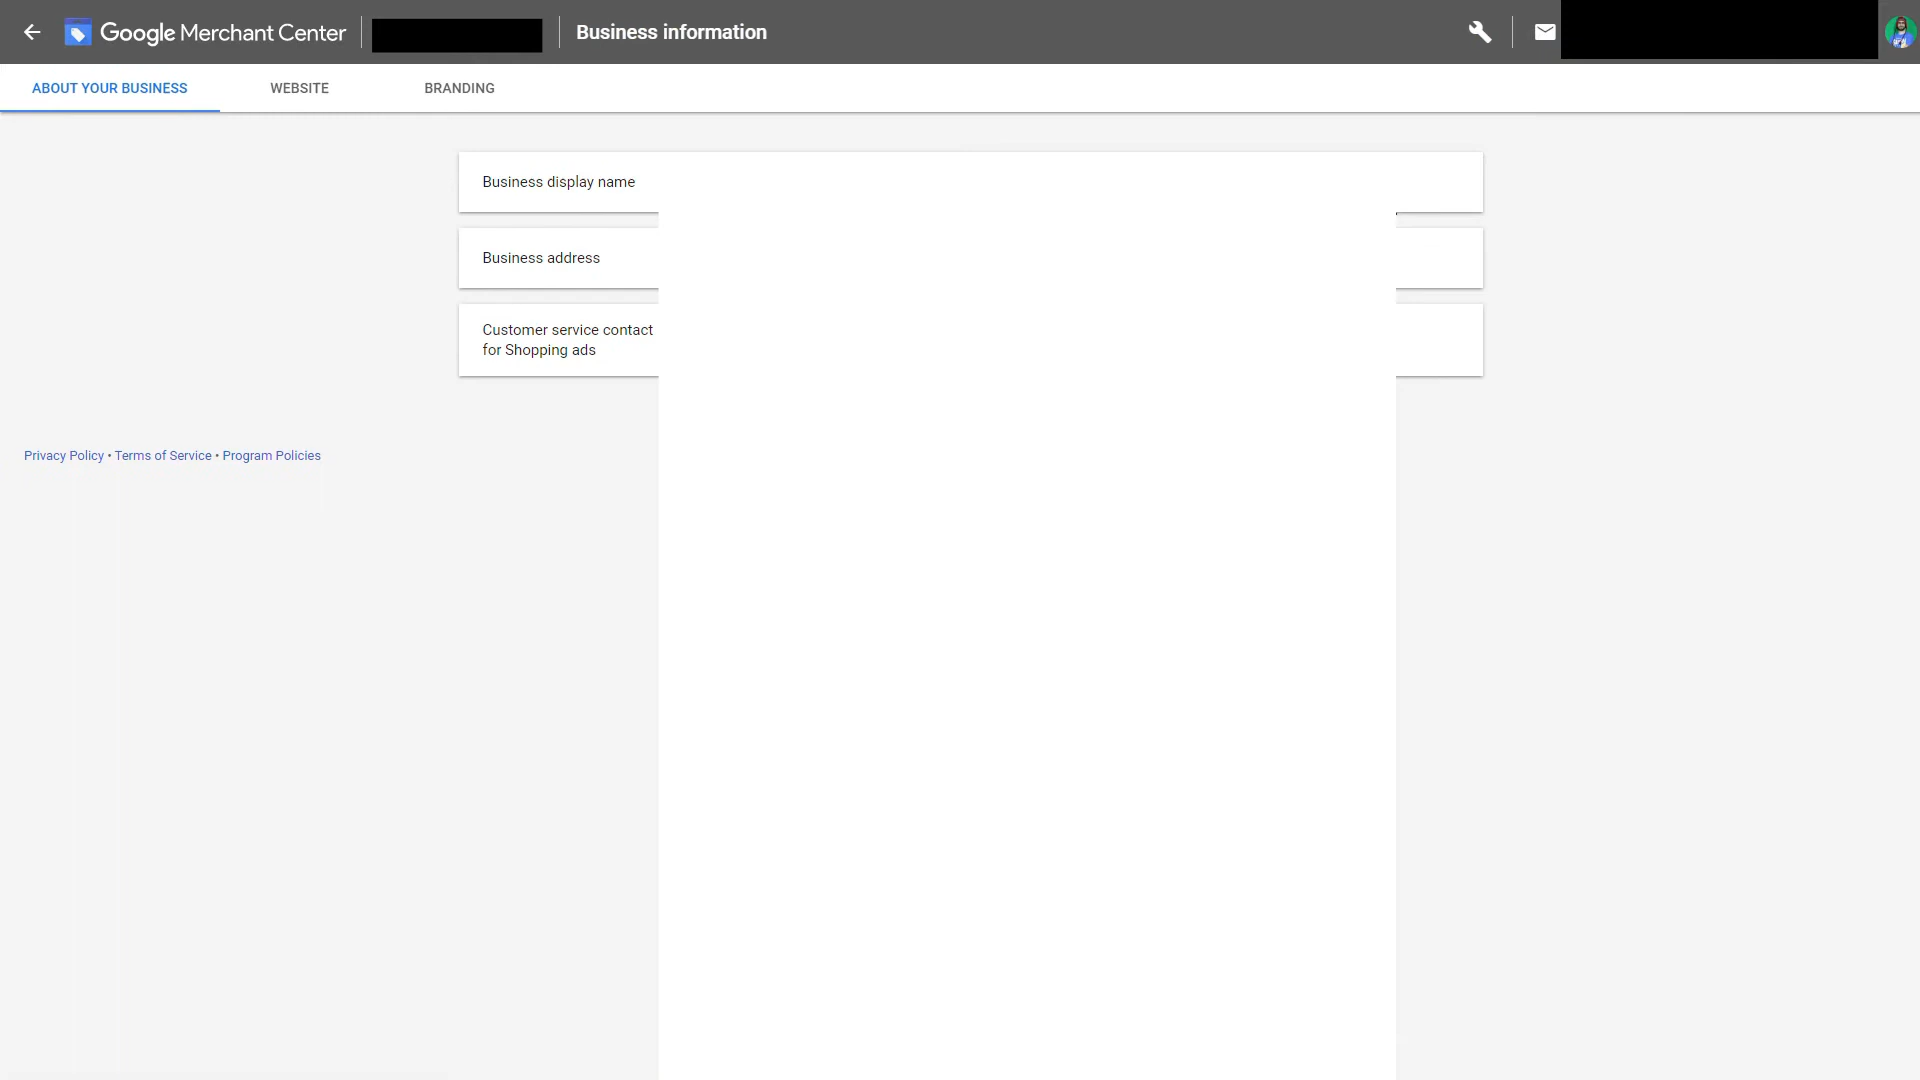 Google Merchant Center
Business information
ABOUT YOUR BUSINESS
WEBSITE
BRANDING
Business display name
Business address
Customer service contact
for Shopping ads
Privacy Policy • Terms of Service • Program Policies